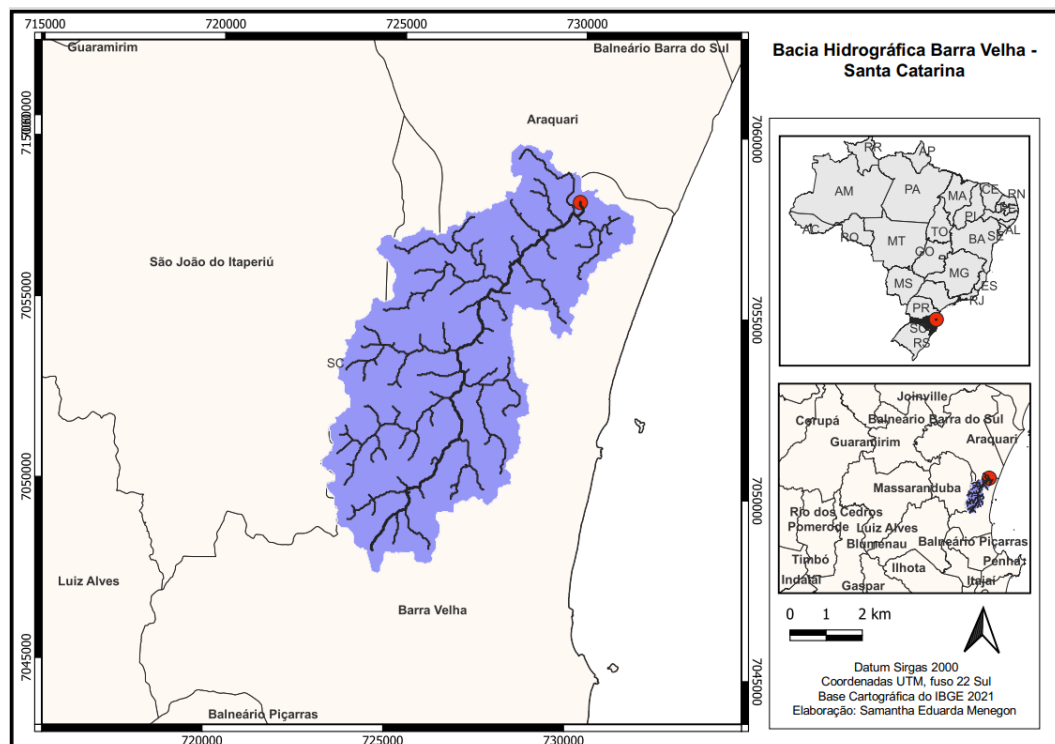 715000
720000
725000
730000
Guaramirim
Balneário Barra do Sul
Araquari
São João do Itaperiú
SC
Luiz Alves
Barra Velha
Balneário Piçarras
7055000
7050000
7045000
7060000
7055000
7050000
7045000
720000
725000
730000
Bacia Hidrográfica Barra Velha -
Santa Catarina
RR
AP
AM
PA
MA
CE
RN
PI
AC
RO
TO
AL
SE
MT
BA
GO
MG
ES
MS
RJ
PR
SC
RS
Joinville
Corupá
Balneário Barra do Sul
Guaramirim
Araquari
Massaranduba
Rio dos Cedros
Pomerode
Luiz Alves
Blumenau
Balneário Piçarras
Timbó
Ilhota
Penha
Indaial
Gaspar
Itajaí
0 1 2 km
Datum Sirgas 2000
Coordenadas UTM, fuso 22 Sul
Base Cartográfica do IBGE 2021
Elaboração: Samantha Eduarda Menegon